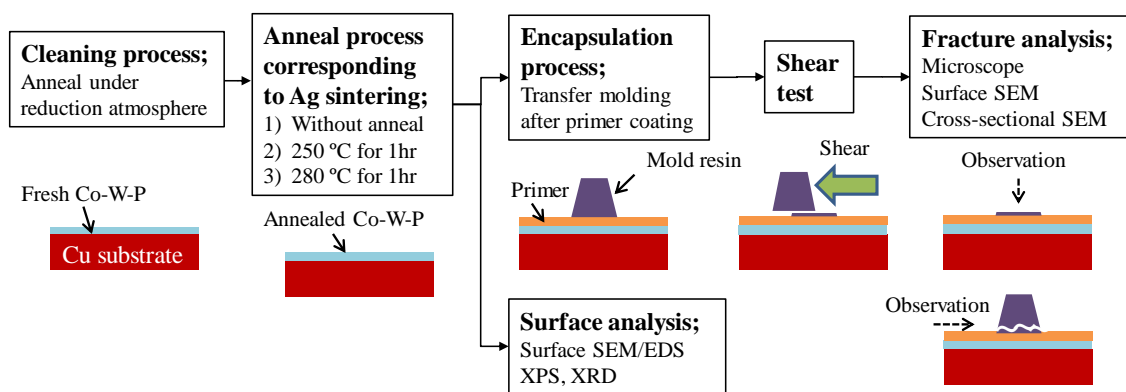 Cleaning process;
Anneal under
reduction atmosphere
Anneal process
corresponding
to Ag sintering;
1) Without anneal
2) 250 ºC for 1hr
3) 280 ºC for 1hr
Encapsulation
process;
Transfer molding
after primer coating
Shear
test
Fracture analysis;
Microscope
Surface SEM
Cross-sectional SEM
Fresh Co-W-P
Cu substrate
Annealed Co-W-P
Primer
Mold resin
Shear
Observation
Observation
Surface analysis;
Surface SEM/EDS
XPS, XRD